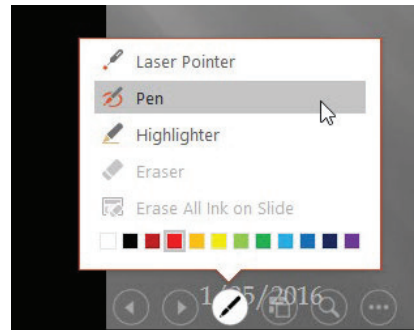 Laser Pointer
Pen
Highlighter
Eraser
Erase All Ink on Slide
1/25/2016